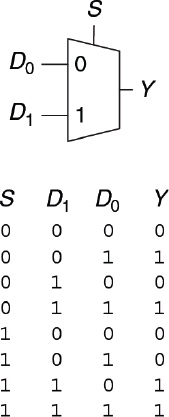 S
D₀ 0
Y
D₁ 1
S D₁ D₀ Y
0 0 0 0
0 0 1 1
0 1 0 0
0 1 1 1
1 0 0 0
1 0 1 0
1 1 0 1
1 1 1 1